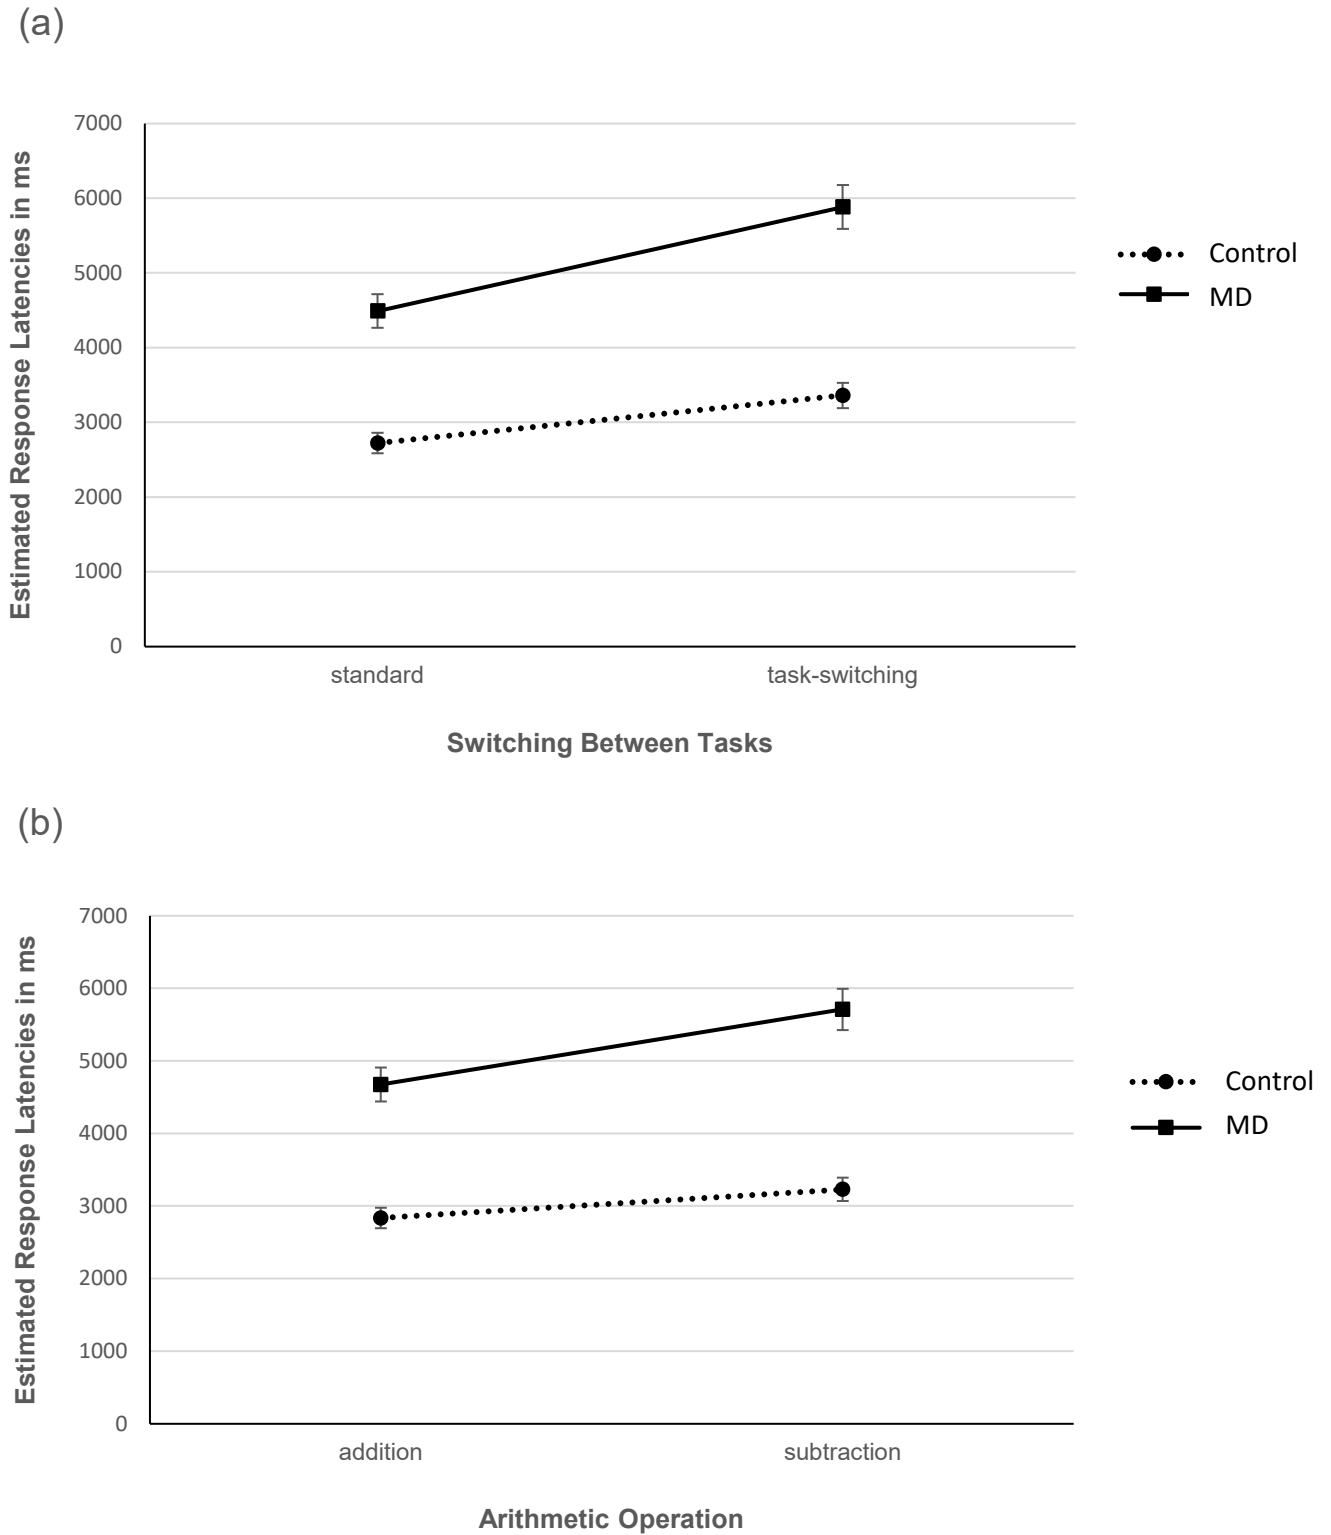 (a)
Estimated Response Latencies in ms
7000
6000
5000
4000
3000
2000
1000
0
standard
task-switching
Switching Between Tasks
Control
MD
(b)
Estimated Response Latencies in ms
7000
6000
5000
4000
3000
2000
1000
0
addition
subtraction
Arithmetic Operation
Control
MD